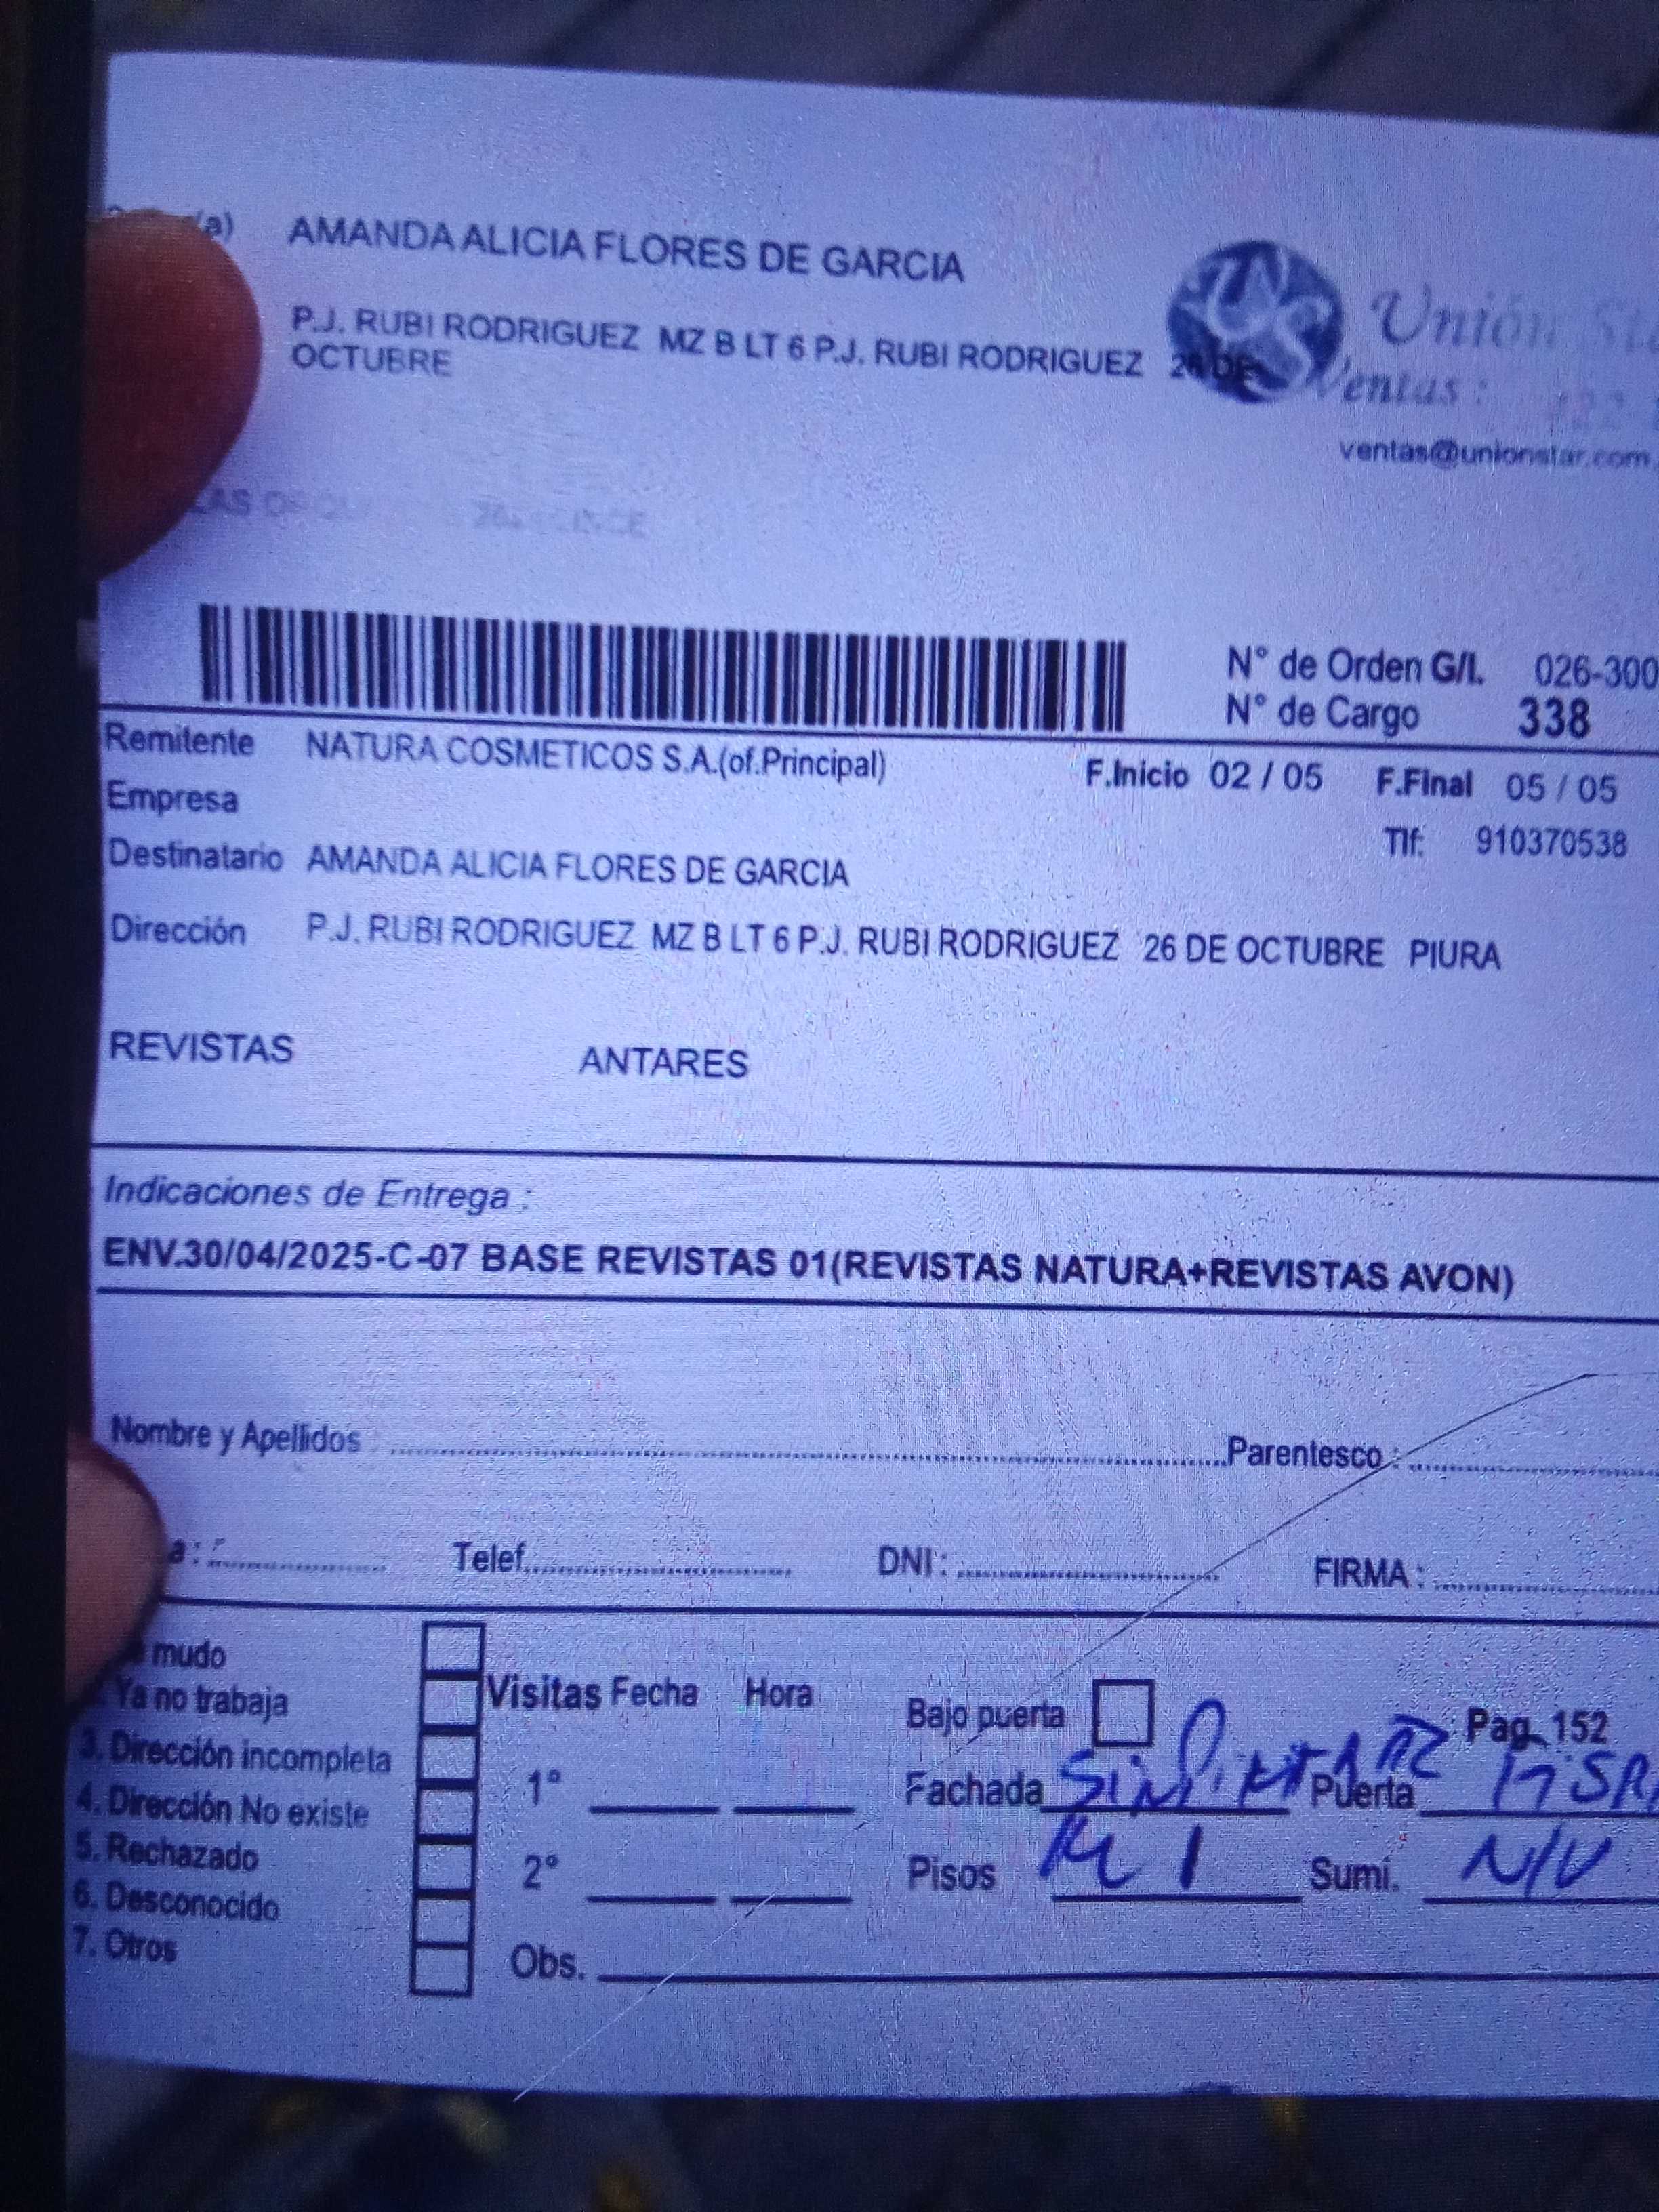 AMANDA ALICIA FLORES DE GARCIA
P.J. RUBI RODRIGUEZ MZ B LT 6 P.J. RUBI RODRIGUEZ 26 DE
OCTUBRE
Unión
Ventas :
ventas@unionstar.com.
N° de Orden G/I. 026-300
N° de Cargo 338
Remitente NATURA COSMETICOS S.A.(of.Principal)
F.Inicio 02 / 05 F.Final 05 / 05
Empresa
Tlf: 910370538
Destinatario AMANDA ALICIA FLORES DE GARCIA
Dirección P.J. RUBI RODRIGUEZ MZ B LT 6 P.J. RUBI RODRIGUEZ 26 DE OCTUBRE PIURA
REVISTAS ANTARES
Indicaciones de Entrega :
ENV.30/04/2025-C-07 BASE REVISTAS 01(REVISTAS NATURA+REVISTAS AVON)
Nombre y Apellidos Parentesco :
Telef. DNI : FIRMA :
mudo
Ya no trabaja
3. Dirección incompleta
4. Dirección No existe
5. Rechazado
6. Desconocido
7. Otros
Visitas Fecha Hora
1°
2°
Obs.
Bajo puerta Pag. 152
Fachada Puerta
Pisos 1 Sumi. N/V